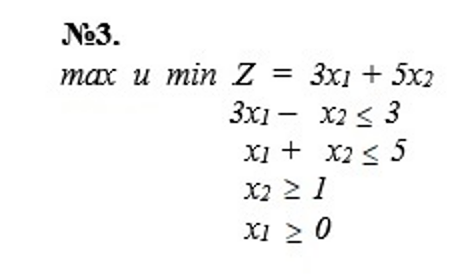 №3.
max и min Z = 3x1 + 5x2
3x1 – x2 ≤ 3
x1 + x2 ≤ 5
x2 ≥ 1
x1 ≥ 0